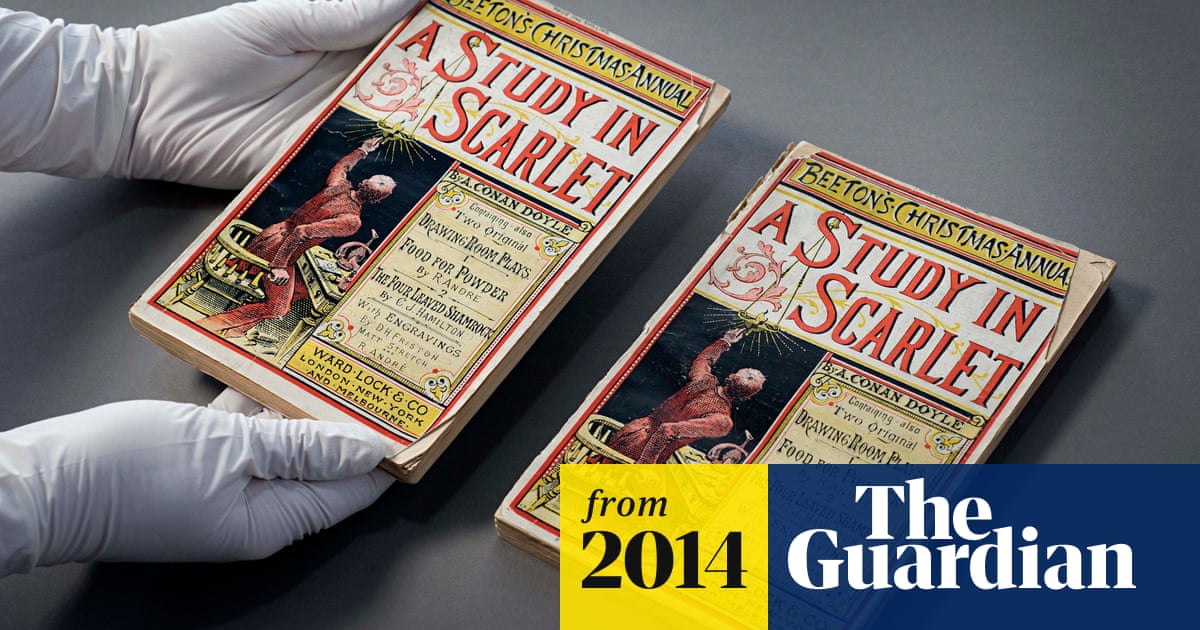 BEETON'S·CHRISTMAS·ANNUAL
A STUDY IN
SCARLET
By A. CONAN DOYLE
Containing also
Two Original
DRAWING ROOM PLAYS
1
FOOD FOR POWDER
By R. ANDRE
2
THE FOUR LEAVED SHAMROCK
By C.J. HAMILTON
With ENGRAVINGS
By D.H. FRISTON
MATT STRETCH
R. ANDRÉ
WARD·LOCK & CO
LONDON·NEW·YORK
AND MELBOURNE.
BEETON'S·CHRISTMAS·ANNUA
A STUDY IN
SCARLET
By A. CONAN DOYLE
Containing also
Two Original
DRAWING ROOM PLAYS
from
2014
The
Guardian